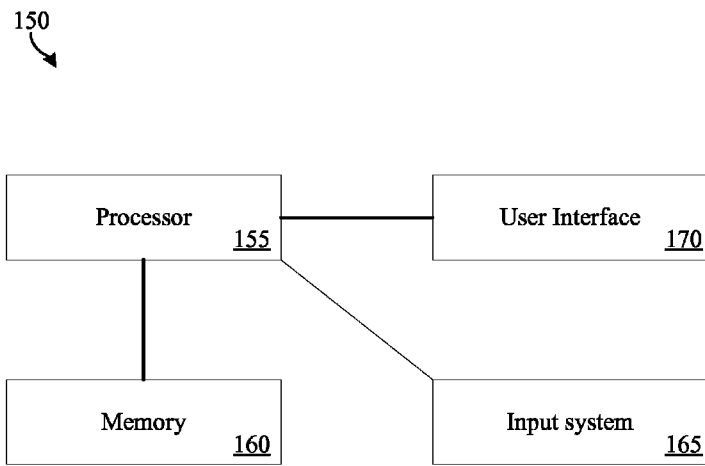 150
Processor
155
User Interface
170
Memory
160
Input system
165